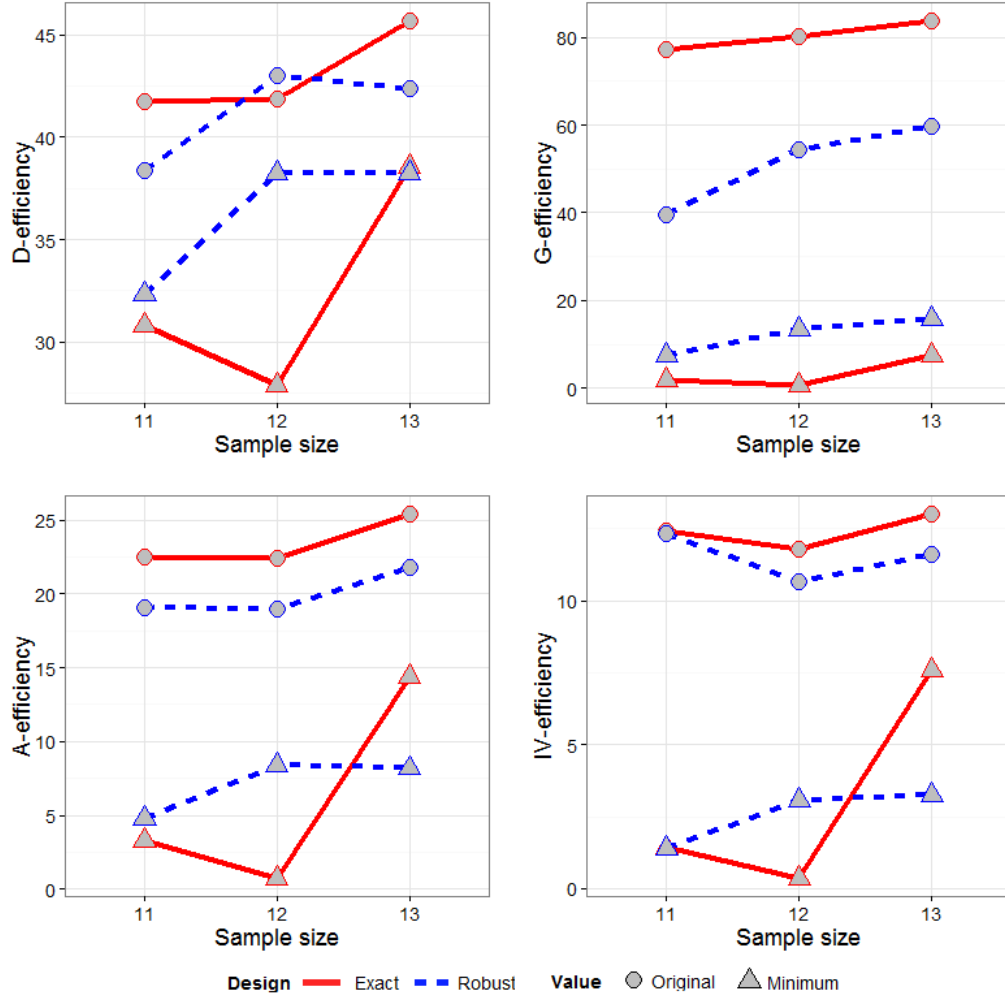 D-efficiency
45
40
35
30
11 12 13
Sample size
G-efficiency
80
60
40
20
0
11 12 13
Sample size
A-efficiency
25
20
15
10
5
0
11 12 13
Sample size
IV-efficiency
10
5
0
11 12 13
Sample size
Design Exact Robust Value Original Minimum